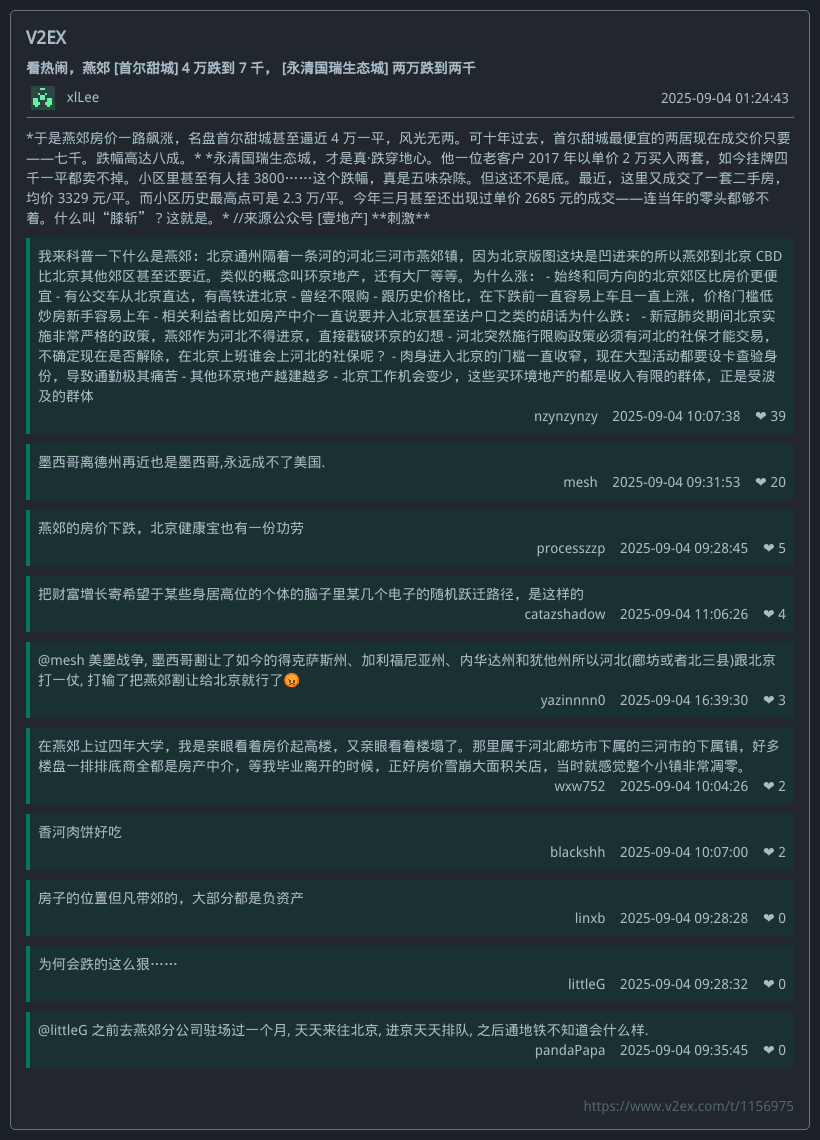 V2EX
看热闹，燕郊 [首尔甜城] 4 万跌到 7 千， [永清国瑞生态城] 两万跌到两千
xlLee
2025-09-04 01:24:43
*于是燕郊房价一路飙涨，名盘首尔甜城甚至逼近 4 万一平，风光无两。可十年过去，首尔甜城最便宜的两居现在成交价只要
——七千。跌幅高达八成。* *永清国瑞生态城，才是真·跌穿地心。他一位老客户 2017 年以单价 2 万买入两套，如今挂牌四
千一平都卖不掉。小区里甚至有人挂 3800⋯⋯这个跌幅，真是五味杂陈。但这还不是底。最近，这里又成交了一套二手房，
均价 3329 元/平。而小区历史最高点可是 2.3 万/平。今年三月甚至还出现过单价 2685 元的成交——连当年的零头都够不
着。什么叫“膝斩”？这就是。* //来源公众号 [壹地产] **刺激**
我来科普一下什么是燕郊：北京通州隔着一条河的河北三河市燕郊镇，因为北京版图这块是凹进来的所以燕郊到北京 CBD
比北京其他郊区甚至还要近。类似的概念叫环京地产，还有大厂等等。为什么涨： - 始终和同方向的北京郊区比房价更便
宜 - 有公交车从北京直达，有高铁进北京 - 曾经不限购 - 跟历史价格比，在下跌前一直容易上车且一直上涨，价格门槛低
炒房新手容易上车 - 相关利益者比如房产中介一直说要并入北京甚至送户口之类的胡话为什么跌： - 新冠肺炎期间北京实
施非常严格的政策，燕郊作为河北不得进京，直接戳破环京的幻想 - 河北突然施行限购政策必须有河北的社保才能交易，
不确定现在是否解除，在北京上班谁会上河北的社保呢？ - 肉身进入北京的门槛一直收窄，现在大型活动都要设卡查验身
份，导致通勤极其痛苦 - 其他环京地产越建越多 - 北京工作机会变少，这些买环境地产的都是收入有限的群体，正是受波
及的群体
nzynzynzy 2025-09-04 10:07:38 ❤ 39
墨西哥离德州再近也是墨西哥,永远成不了美国.
mesh 2025-09-04 09:31:53 ❤ 20
燕郊的房价下跌，北京健康宝也有一份功劳
processzzp 2025-09-04 09:28:45 ❤ 5
把财富增长寄希望于某些身居高位的个体的脑子里某几个电子的随机跃迁路径，是这样的
catazshadow 2025-09-04 11:06:26 ❤ 4
@mesh 美墨战争, 墨西哥割让了如今的得克萨斯州、加利福尼亚州、内华达州和犹他州所以河北(廊坊或者北三县)跟北京
打一仗, 打输了把燕郊割让给北京就行了😡
yazinnnn0 2025-09-04 16:39:30 ❤ 3
在燕郊上过四年大学，我是亲眼看着房价起高楼，又亲眼看着楼塌了。那里属于河北廊坊市下属的三河市的下属镇，好多
楼盘一排排底商全都是房产中介，等我毕业离开的时候，正好房价雪崩大面积关店，当时就感觉整个小镇非常凋零。
wxw752 2025-09-04 10:04:26 ❤ 2
香河肉饼好吃
blackshh 2025-09-04 10:07:00 ❤ 2
房子的位置但凡带郊的，大部分都是负资产
linxb 2025-09-04 09:28:28 ❤ 0
为何会跌的这么狠⋯⋯
littleG 2025-09-04 09:28:32 ❤ 0
@littleG 之前去燕郊分公司驻场过一个月, 天天来往北京, 进京天天排队, 之后通地铁不知道会什么样.
pandaPapa 2025-09-04 09:35:45 ❤ 0
https://www.v2ex.com/t/1156975